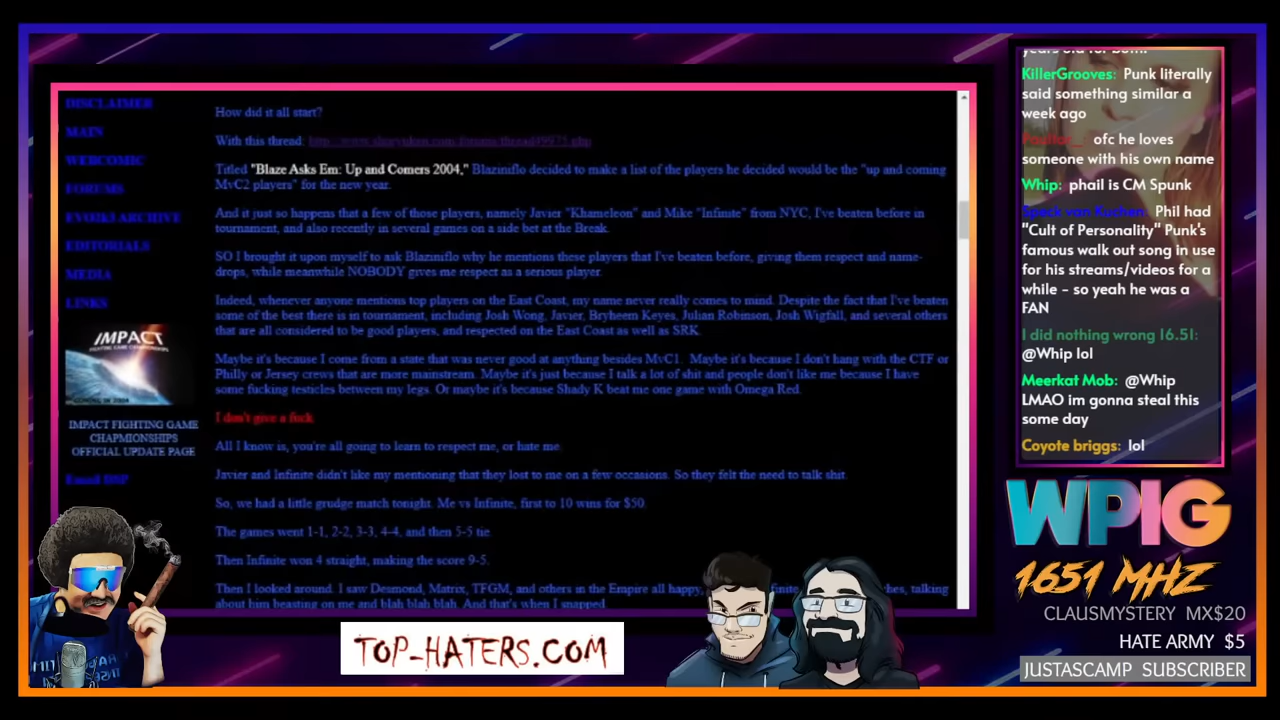 DISCLAIMER
MAIN
WEBCOMIC
FORUMS
EVO2K3 ARCHIVE
EDITORIALS
MEDIA
LINKS
IMPACT
COMING IN 2004
IMPACT FIGHTING GAME
CHAPMIONSHIPS
OFFICIAL UPDATE PAGE
Email DSP
How did it all start?
With this thread:
Titled "Blaze Asks Em: Up and Comers 2004," Blaziniflo decided to make a list of the players he decided would be the "up and coming
MvC2 players" for the new year.
And it just so happens that a few of those players, namely Javier "Khameleon" and Mike "Infinite" from NYC, I've beaten before in
tournament, and also recently in several games on a side bet at the Break.
SO I brought it upon myself to ask Blaziniflo why he mentions these players that I've beaten before, giving them respect and name-
drops, while meanwhile NOBODY gives me respect as a serious player.
Indeed, whenever anyone mentions top players on the East Coast, my name never really comes to mind. Despite the fact that I've beaten
some of the best there is in tournament, including Josh Wong, Javier, Bryheem Keyes, Julian Robinson, Josh Wigfall, and several others
that are all considered to be good players, and respected on the East Coast as well as SRK.
Maybe it's because I come from a state that was never good at anything besides MvC1. Maybe it's because I don't hang with the CTF or
Philly or Jersey crews that are more mainstream. Maybe it's just because I talk a lot of shit and people don't like me because I have
some fucking testicles between my legs. Or maybe it's because Shady K beat me one game with Omega Red.
I don't give a fuck
All I know is, you're all going to learn to respect me, or hate me.
Javier and Infinite didn't like my mentioning that they lost to me on a few occasions. So they felt the need to talk shit.
So, we had a little grudge match tonight. Me vs Infinite, first to 10 wins for $50.
The games went 1-1, 2-2, 3-3, 4-4, and then 5-5 tie.
Then Infinite won 4 straight, making the score 9-5.
Then I looked around. I saw Desmond, Matrix, TFGM, and others in the Empire all happy, talking
about him beasting on me and blah blah blah. And that's when I snapped.
years old for both.
KillerGrooves: Punk literally
said something similar a
week ago
ofc he loves
someone with his own name
Whip: phail is CM Spunk
Speck van Kuchen: Phil had
"Cult of Personality" Punk's
famous walk out song in use
for his streams/videos for a
while - so yeah he was a
FAN
I did nothing wrong 16.51:
@Whip lol
Meerkat Mob: @Whip
LMAO im gonna steal this
some day
Coyote briggs: lol
WPIG
1651 MHZ
CLAUSMYSTERY MX$20
HATE ARMY $5
JUSTASCAMP SUBSCRIBER
TOP-HATERS.COM